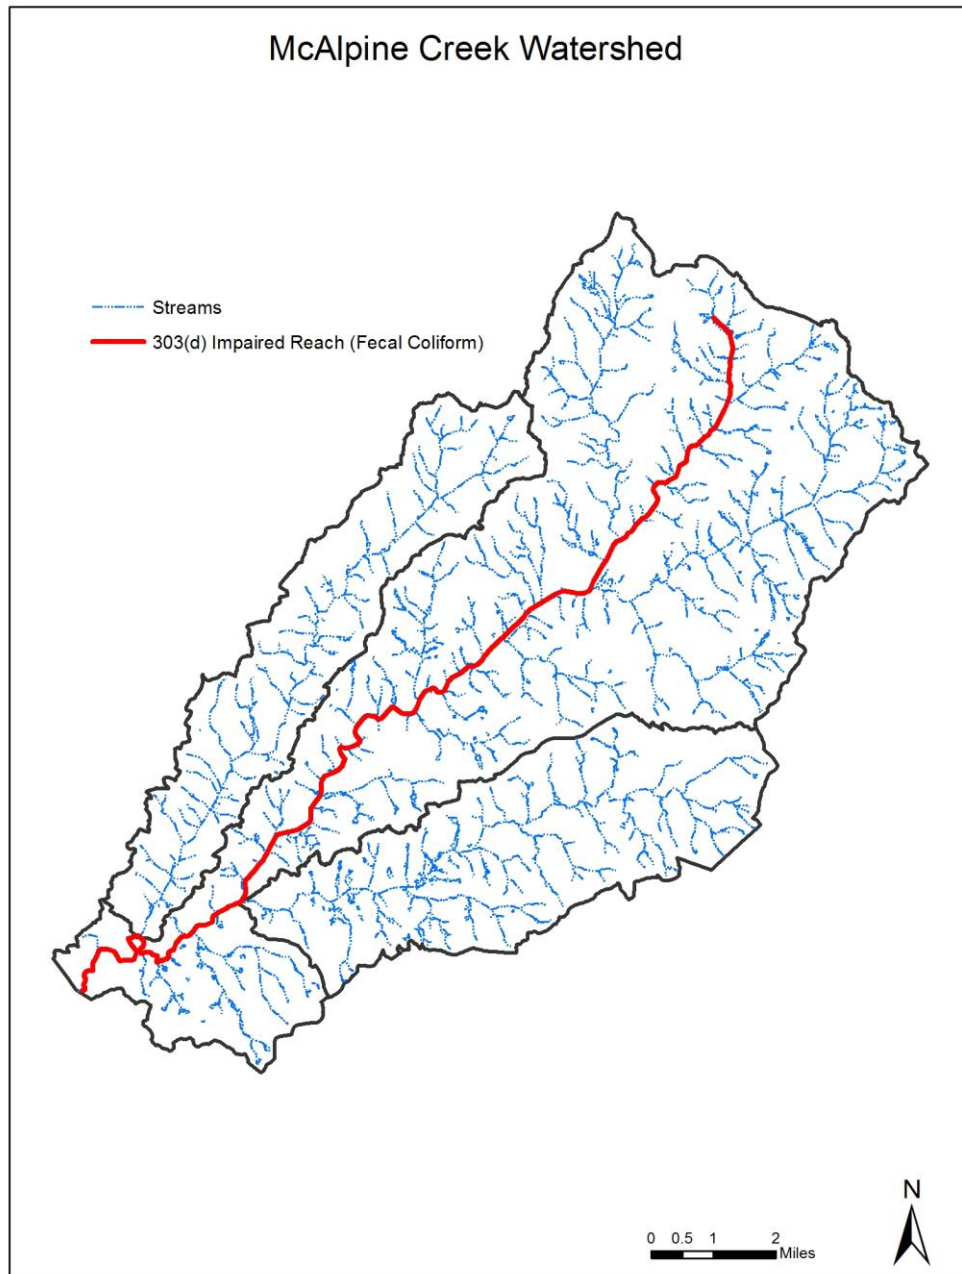 McAlpine Creek Watershed
Streams
303(d) Impaired Reach (Fecal Coliform)
N
0 0.5 1 2
Miles